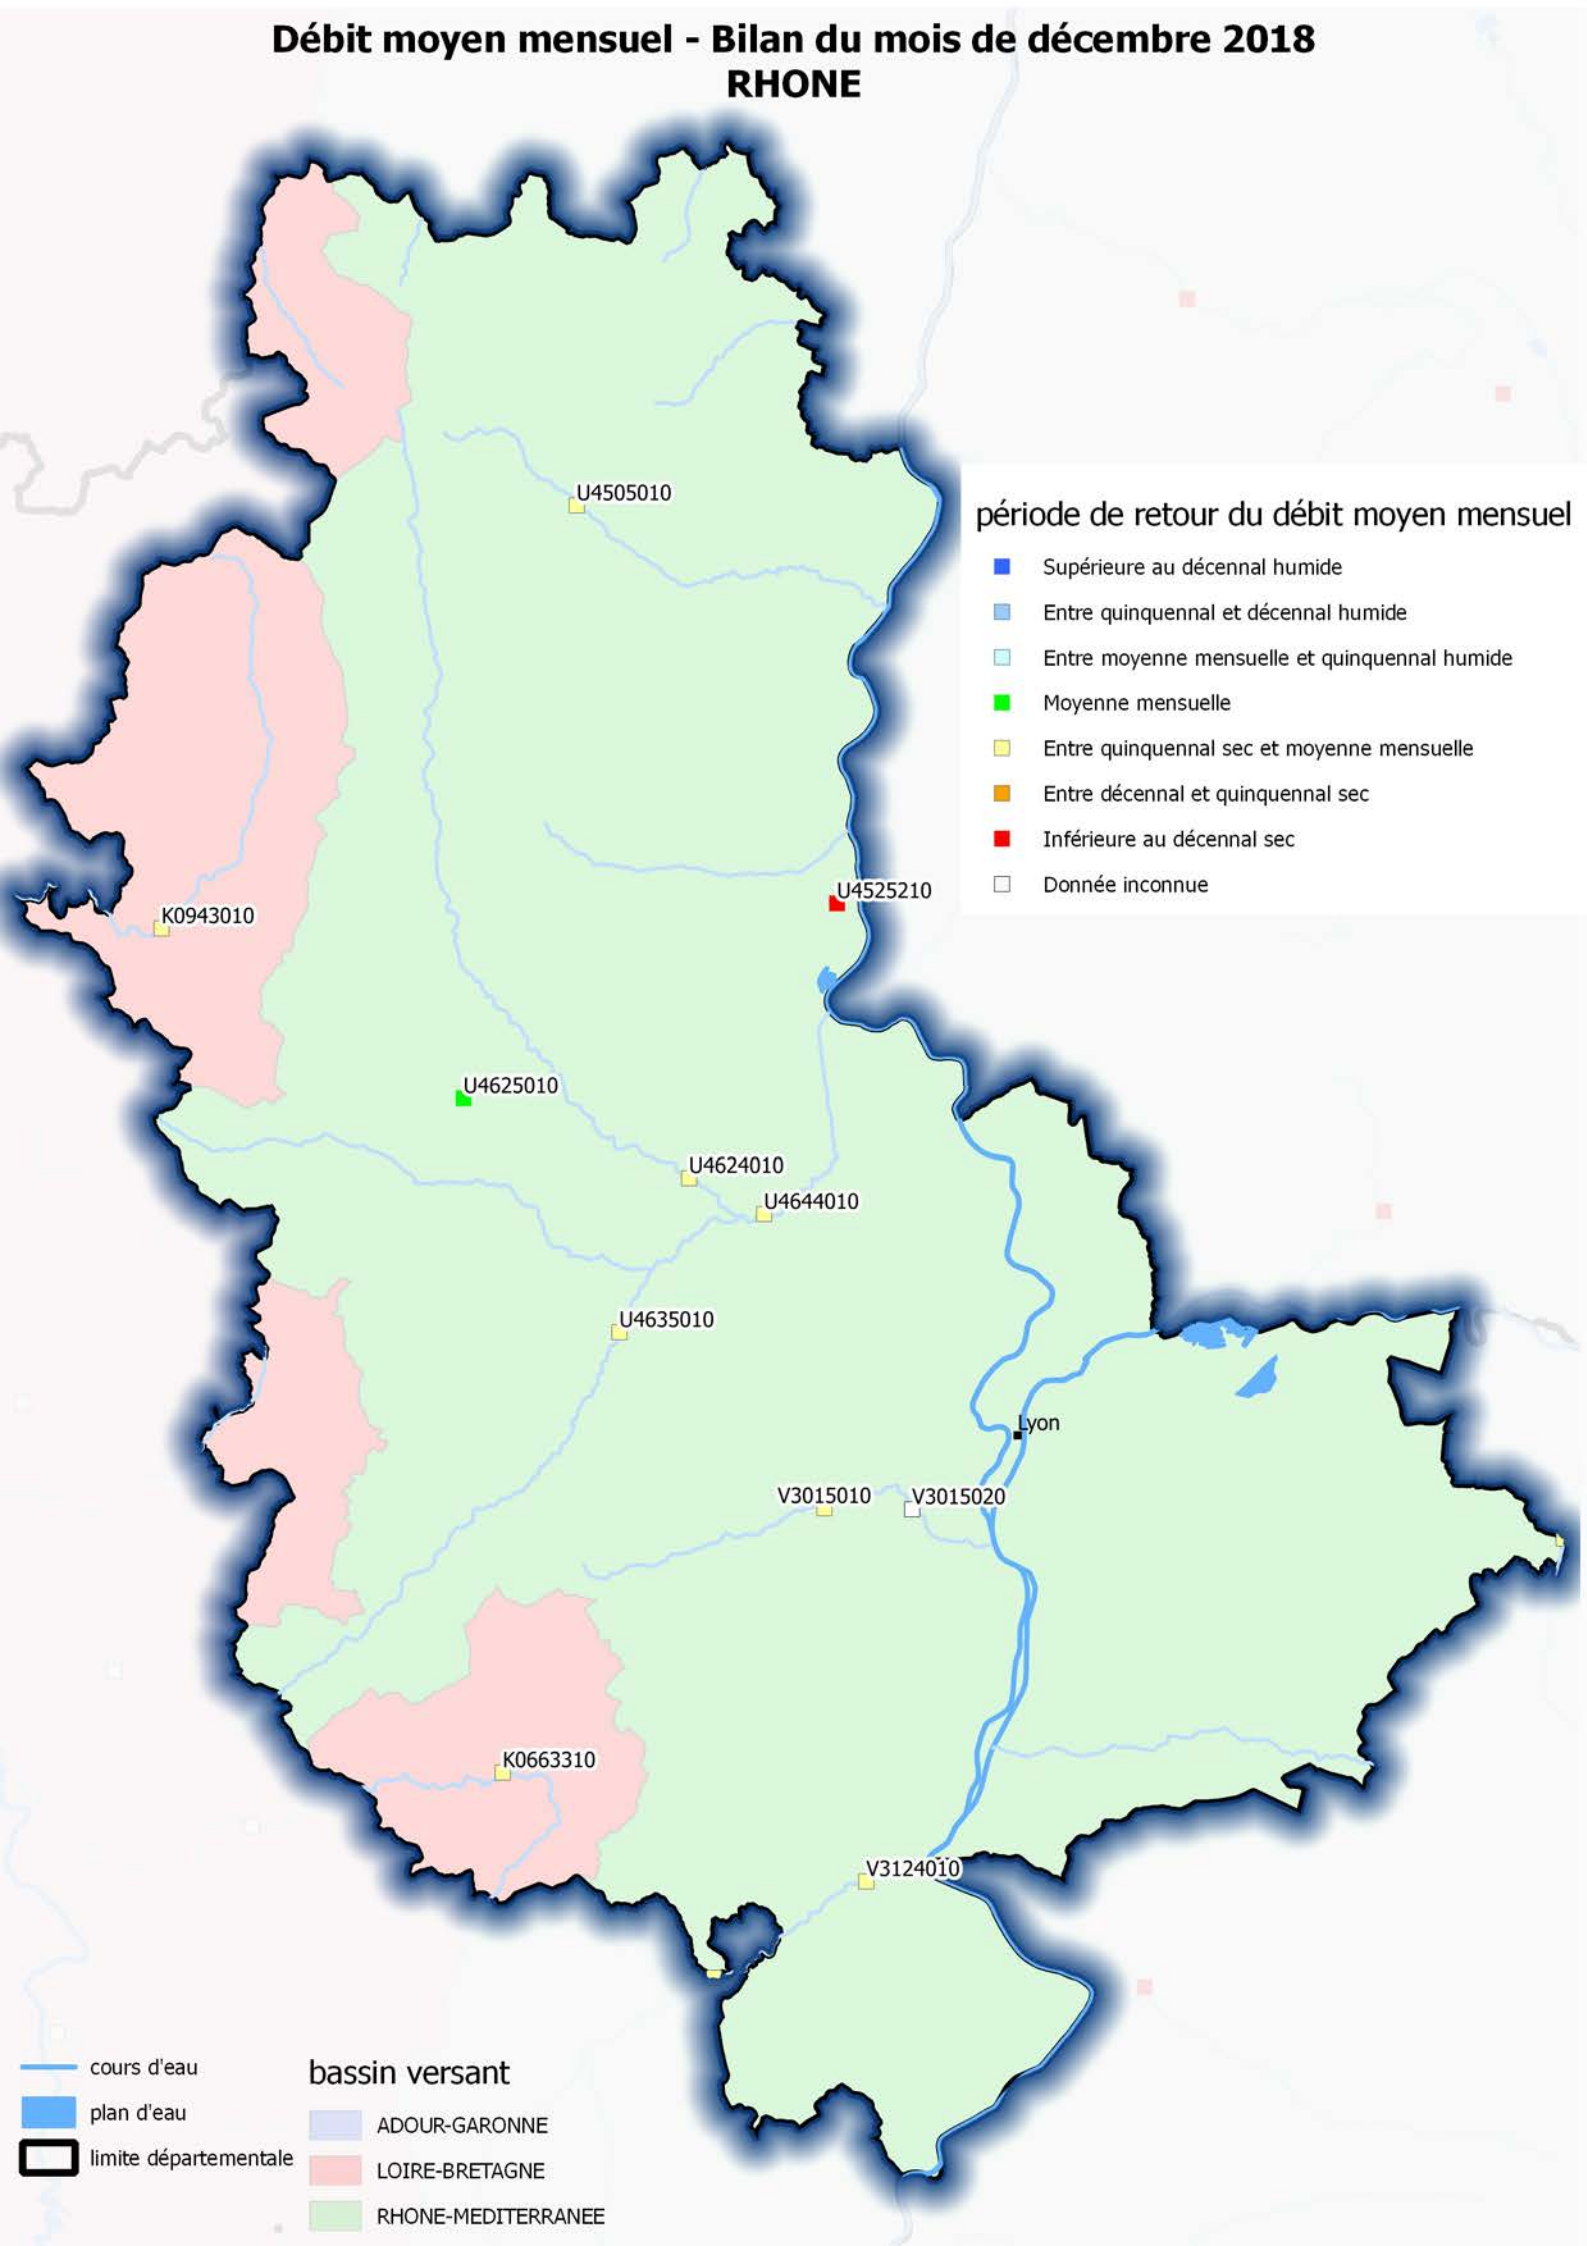 Débit moyen mensuel - Bilan du mois de décembre 2018
RHONE
U4505010
période de retour du débit moyen mensuel
Supérieure au décennal humide
Entre quinquennal et décennal humide
Entre moyenne mensuelle et quinquennal humide
Moyenne mensuelle
Entre quinquennal sec et moyenne mensuelle
Entre décennal et quinquennal sec
Inférieure au décennal sec
Donnée inconnue
U4525210
K0943010
U4625010
U4624010
U4644010
U4635010
Lyon
V3015010
V3015020
K0663310
V3124010
cours d'eau
plan d'eau
limite départementale
bassin versant
ADOUR-GARONNE
LOIRE-BRETAGNE
RHONE-MEDITERRANEE